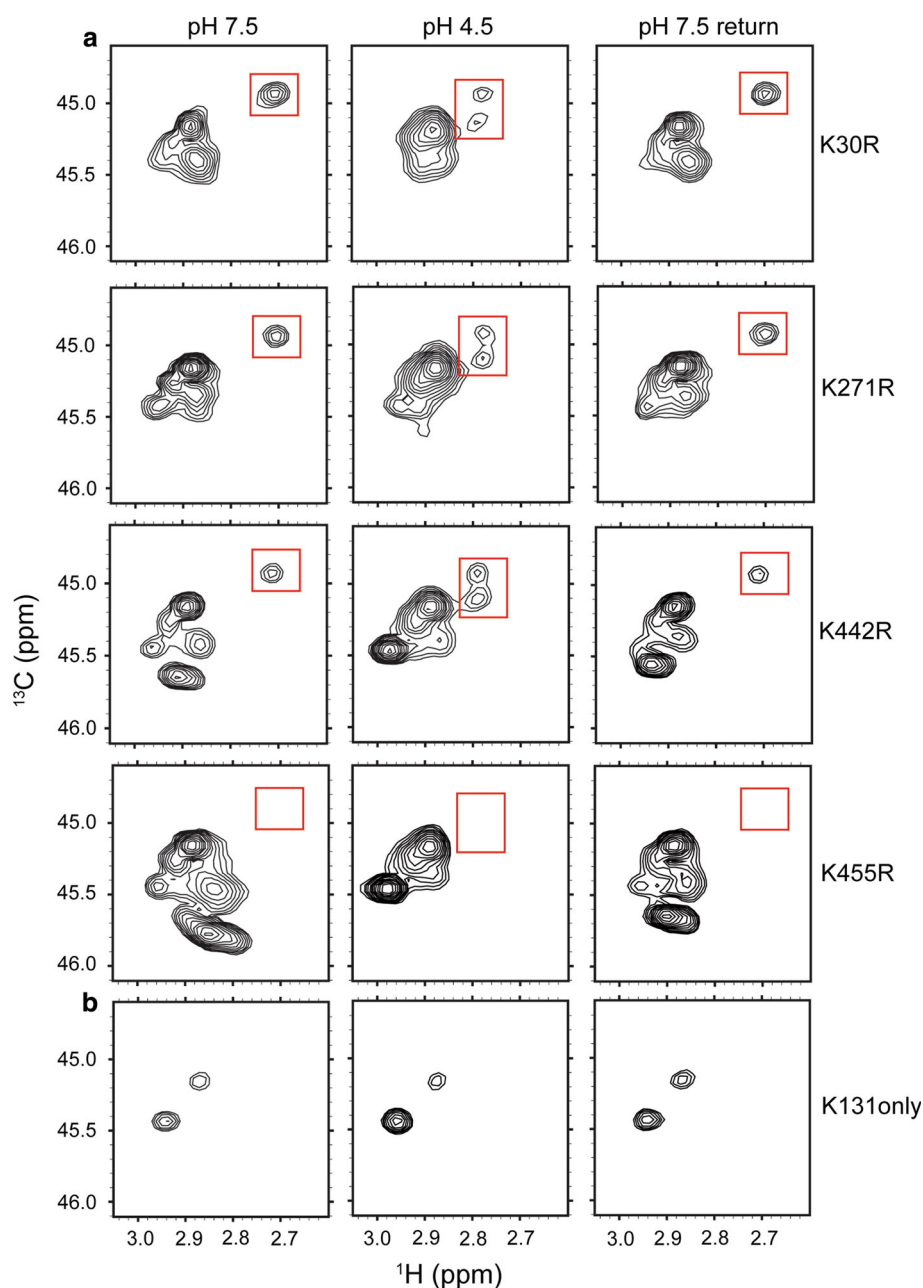 a
pH 7.5 pH 4.5 pH 7.5 return
45.0
45.5
46.0
K30R
45.0
45.5
46.0
K271R
45.0
45.5
46.0
K442R
45.0
45.5
46.0
K455R
b
45.0
45.5
46.0
K131only
3.0 2.9 2.8 2.7 3.0 2.9 2.8 2.7 3.0 2.9 2.8 2.7
¹³C (ppm)
¹H (ppm)